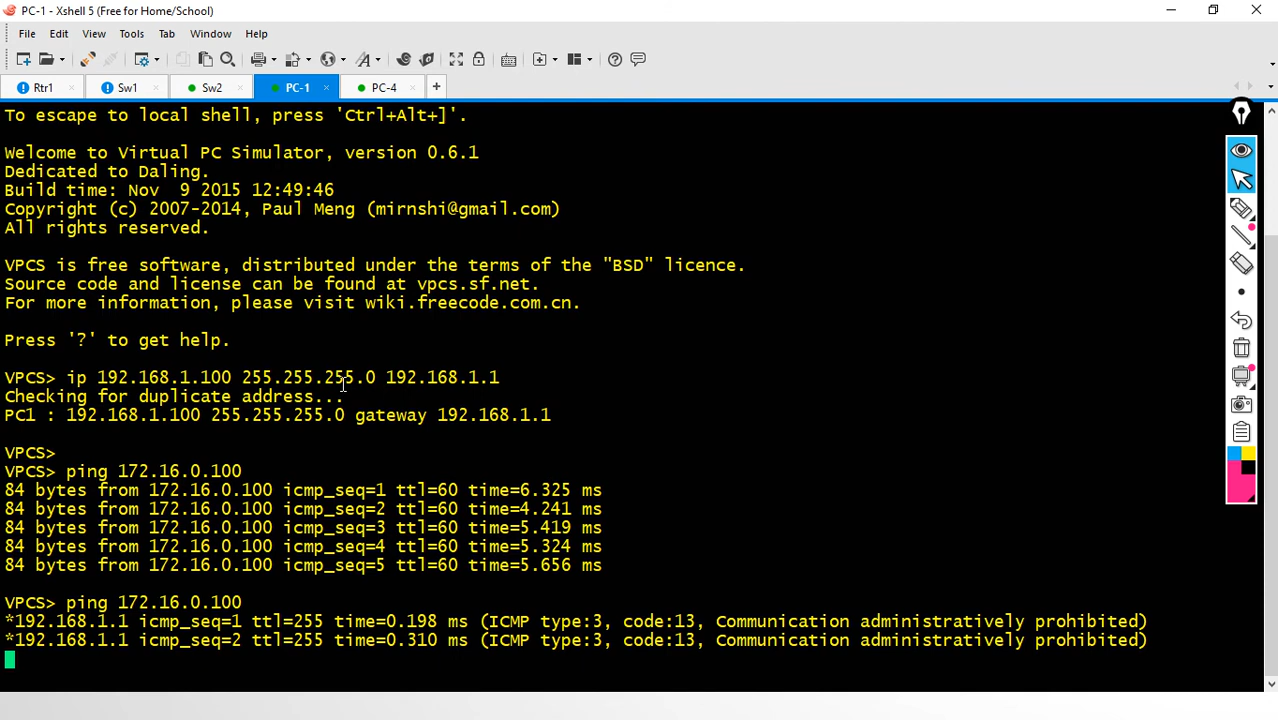 PC-1 - Xshell 5 (Free for Home/School)
File Edit View Tools Tab Window Help
Rtr1 Sw1 Sw2 PC-1 PC-4
To escape to local shell, press 'Ctrl+Alt+]'.
Welcome to Virtual PC Simulator, version 0.6.1
Dedicated to Daling.
Build time: Nov  9 2015 12:49:46
Copyright (c) 2007-2014, Paul Meng (mirnshi@gmail.com)
All rights reserved.
VPCS is free software, distributed under the terms of the "BSD" licence.
Source code and license can be found at vpcs.sf.net.
For more information, please visit wiki.freecode.com.cn.
Press '?' to get help.
VPCS> ip 192.168.1.100 255.255.255.0 192.168.1.1
Checking for duplicate address...
PC1 : 192.168.1.100 255.255.255.0 gateway 192.168.1.1
VPCS>
VPCS> ping 172.16.0.100
84 bytes from 172.16.0.100 icmp_seq=1 ttl=60 time=6.325 ms
84 bytes from 172.16.0.100 icmp_seq=2 ttl=60 time=4.241 ms
84 bytes from 172.16.0.100 icmp_seq=3 ttl=60 time=5.419 ms
84 bytes from 172.16.0.100 icmp_seq=4 ttl=60 time=5.324 ms
84 bytes from 172.16.0.100 icmp_seq=5 ttl=60 time=5.656 ms
VPCS> ping 172.16.0.100
*192.168.1.1 icmp_seq=1 ttl=255 time=0.198 ms (ICMP type:3, code:13, Communication administratively prohibited)
*192.168.1.1 icmp_seq=2 ttl=255 time=0.310 ms (ICMP type:3, code:13, Communication administratively prohibited)